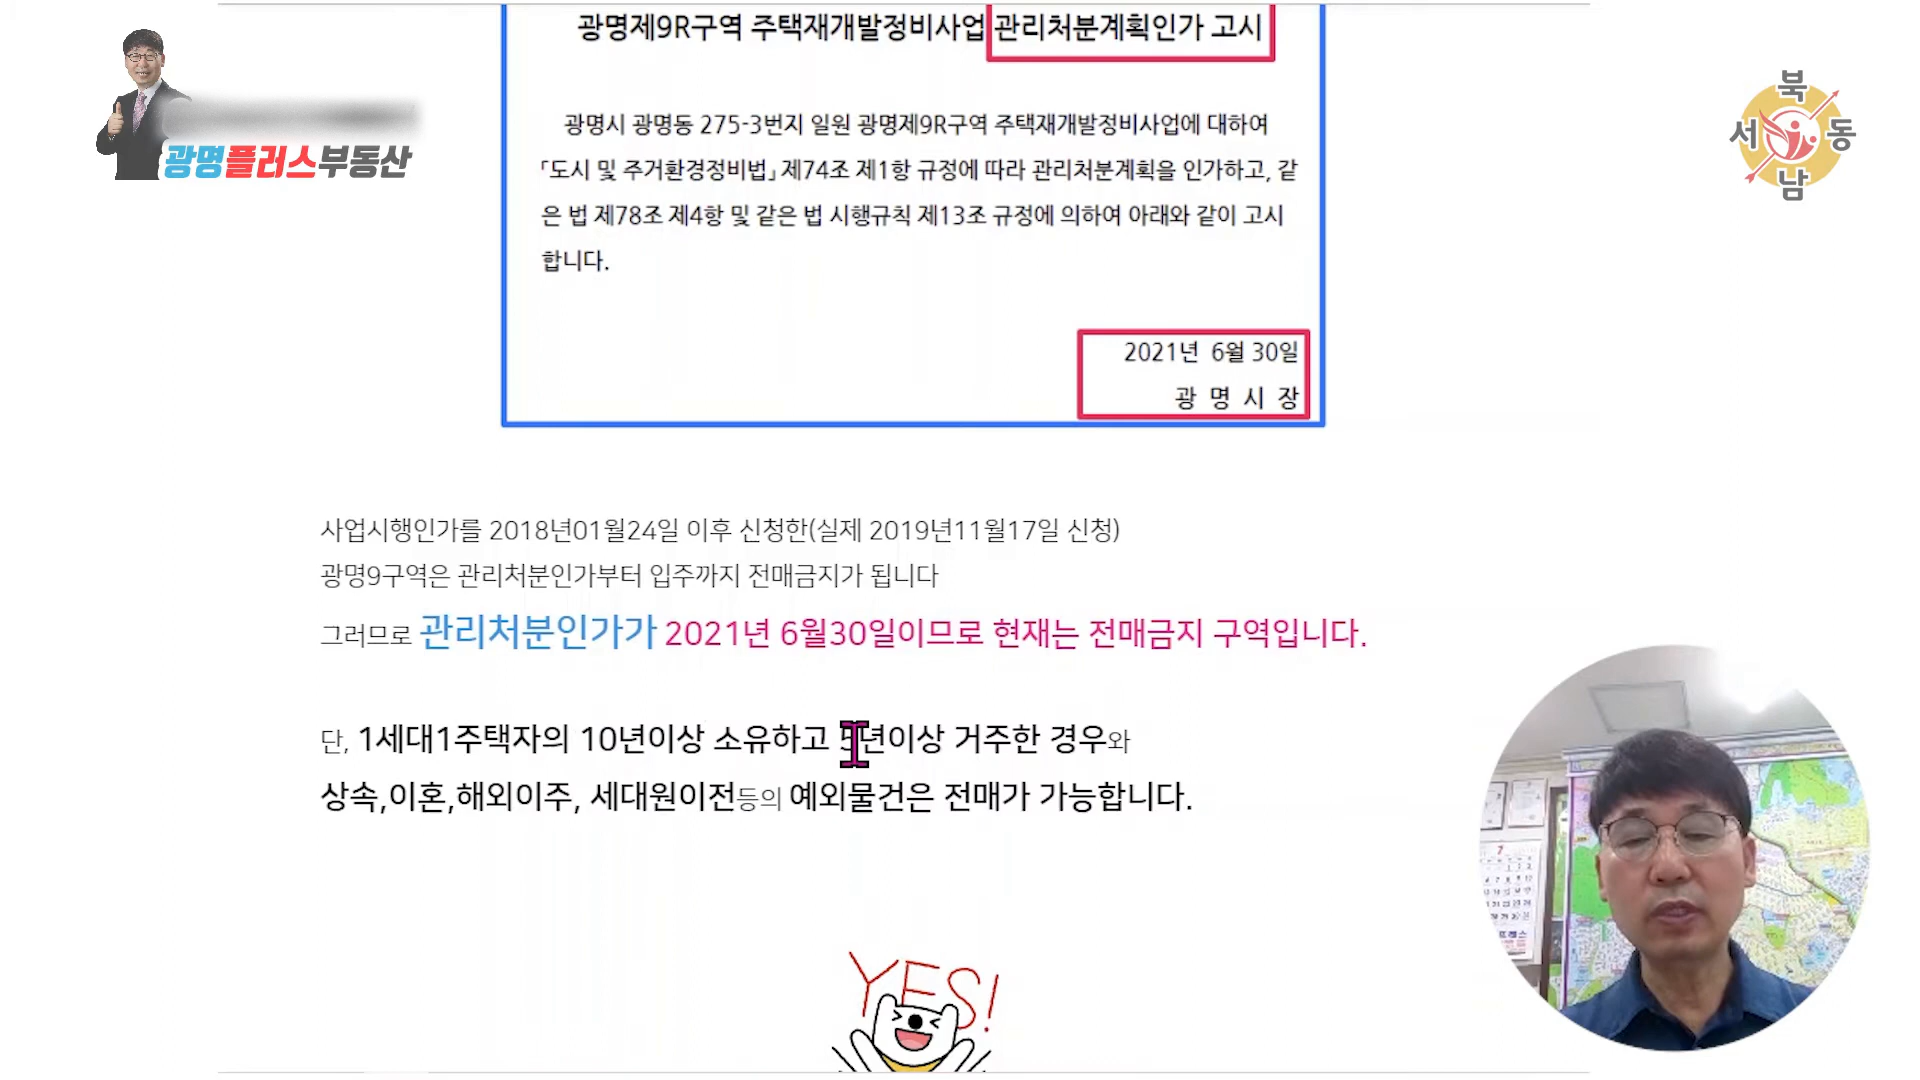 광명제9R구역 주택재개발정비사업 관리처분계획인가 고시
광명시 광명동 275-3번지 일원 광명제9R구역 주택재개발정비사업에 대하여
「도시 및 주거환경정비법」 제74조 제1항 규정에 따라 관리처분계획을 인가하고, 같
은 법 제78조 제4항 및 같은 법 시행규칙 제13조 규정에 의하여 아래와 같이 고시
합니다.
2021년 6월 30일
광 명 시 장
광명플러스부동산
북
서 동
남
사업시행인가를 2018년01월24일 이후 신청한(실제 2019년11월17일 신청)
광명9구역은 관리처분인가부터 입주까지 전매금지가 됩니다
그러므로 관리처분인가가 2021년 6월30일이므로 현재는 전매금지 구역입니다.
단, 1세대1주택자의 10년이상 소유하고 5년이상 거주한 경우와
상속,이혼,해외이주, 세대원이전등의 예외물건은 전매가 가능합니다.
YES!